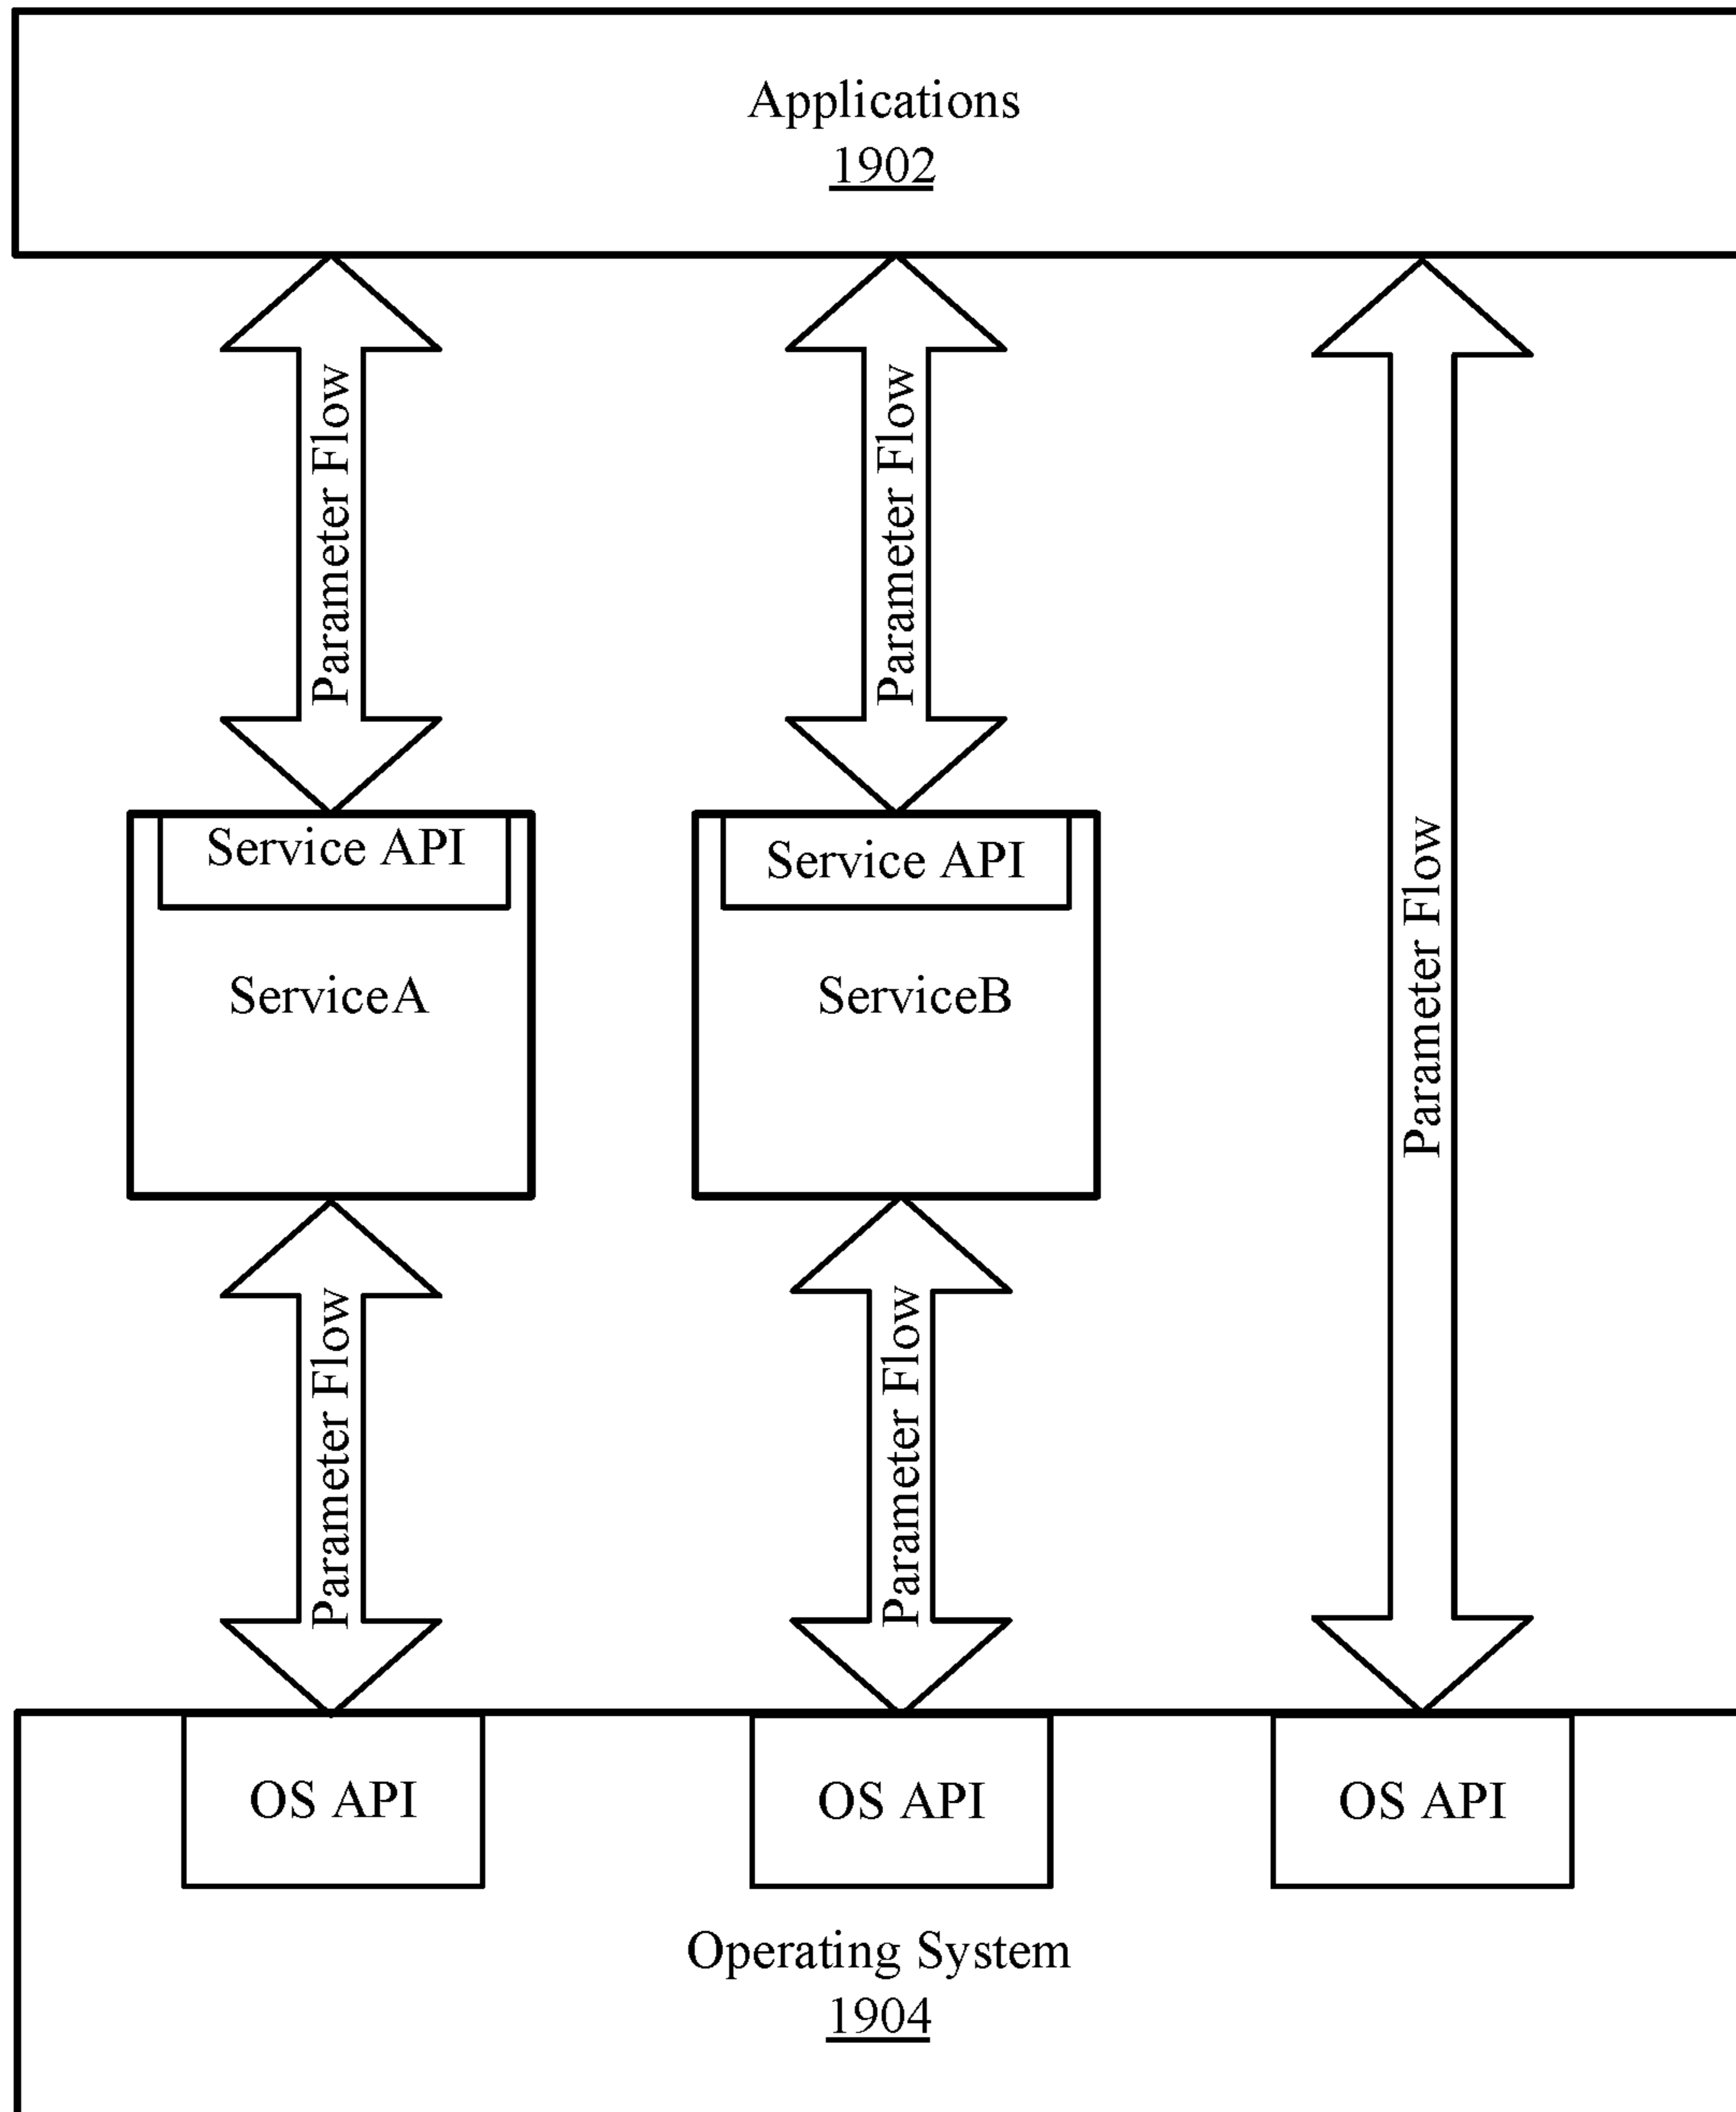 Applications
1902
Parameter Flow
Parameter Flow
Parameter Flow
Service API
Service API
ServiceA
ServiceB
Parameter Flow
Parameter Flow
OS API
OS API
OS API
Operating System
1904